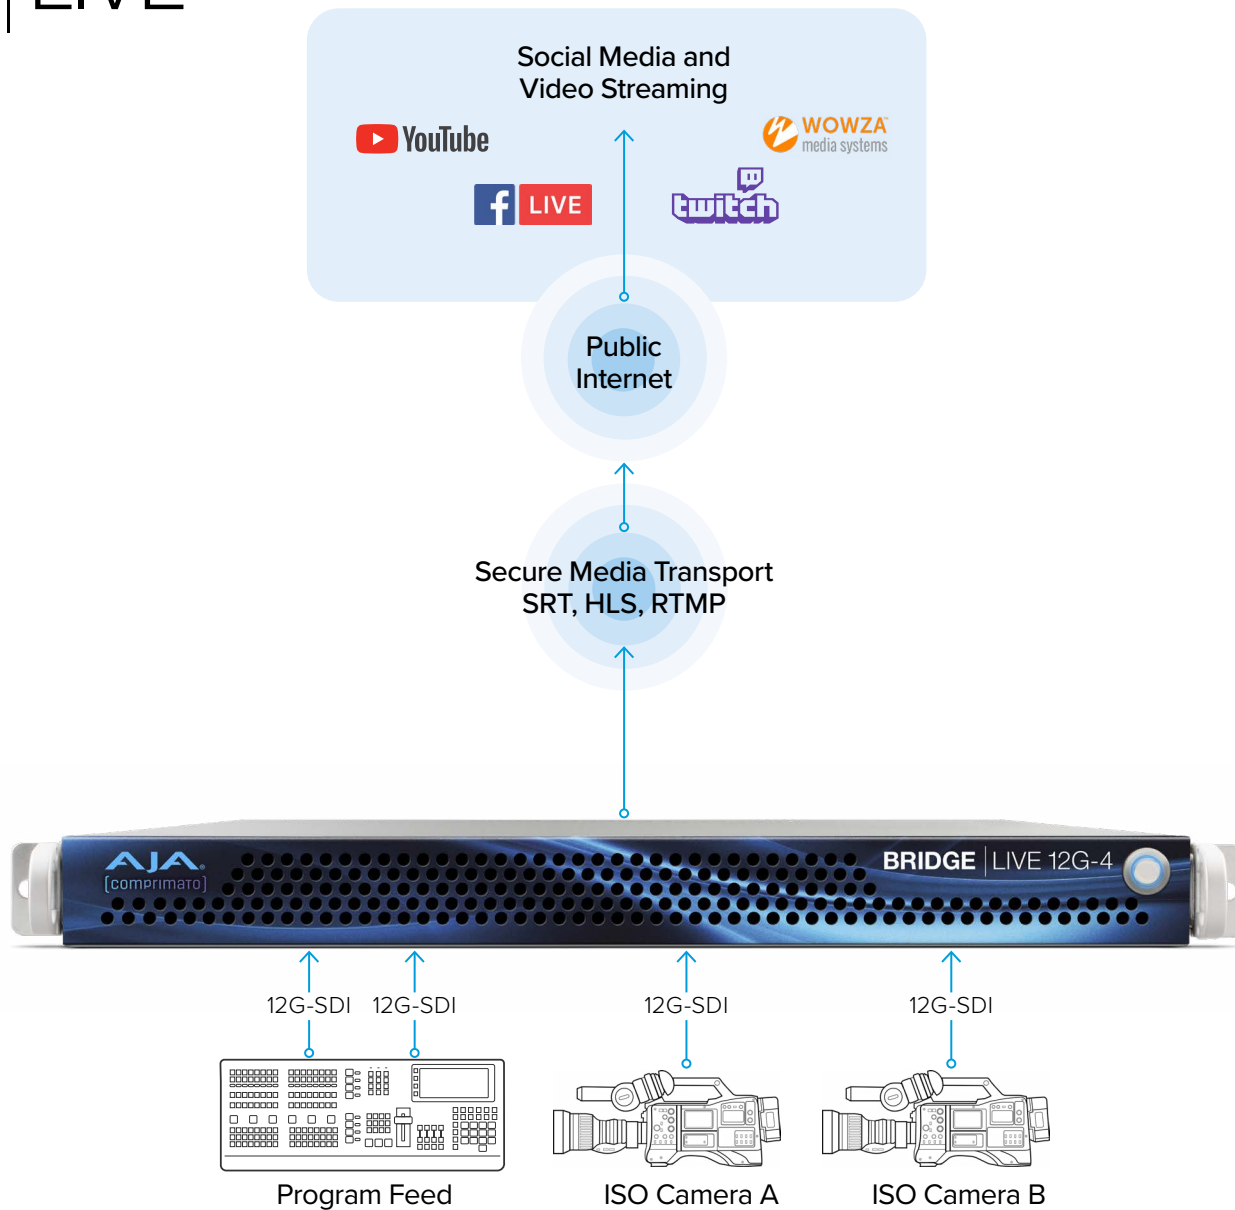 LIVE
Social Media and
Video Streaming
YouTube
WOWZA
media systems
f LIVE
twitch
Public
Internet
Secure Media Transport
SRT, HLS, RTMP
AJA
[comprimato]
BRIDGE | LIVE 12G-4
12G-SDI
12G-SDI
12G-SDI
12G-SDI
Program Feed
ISO Camera A
ISO Camera B